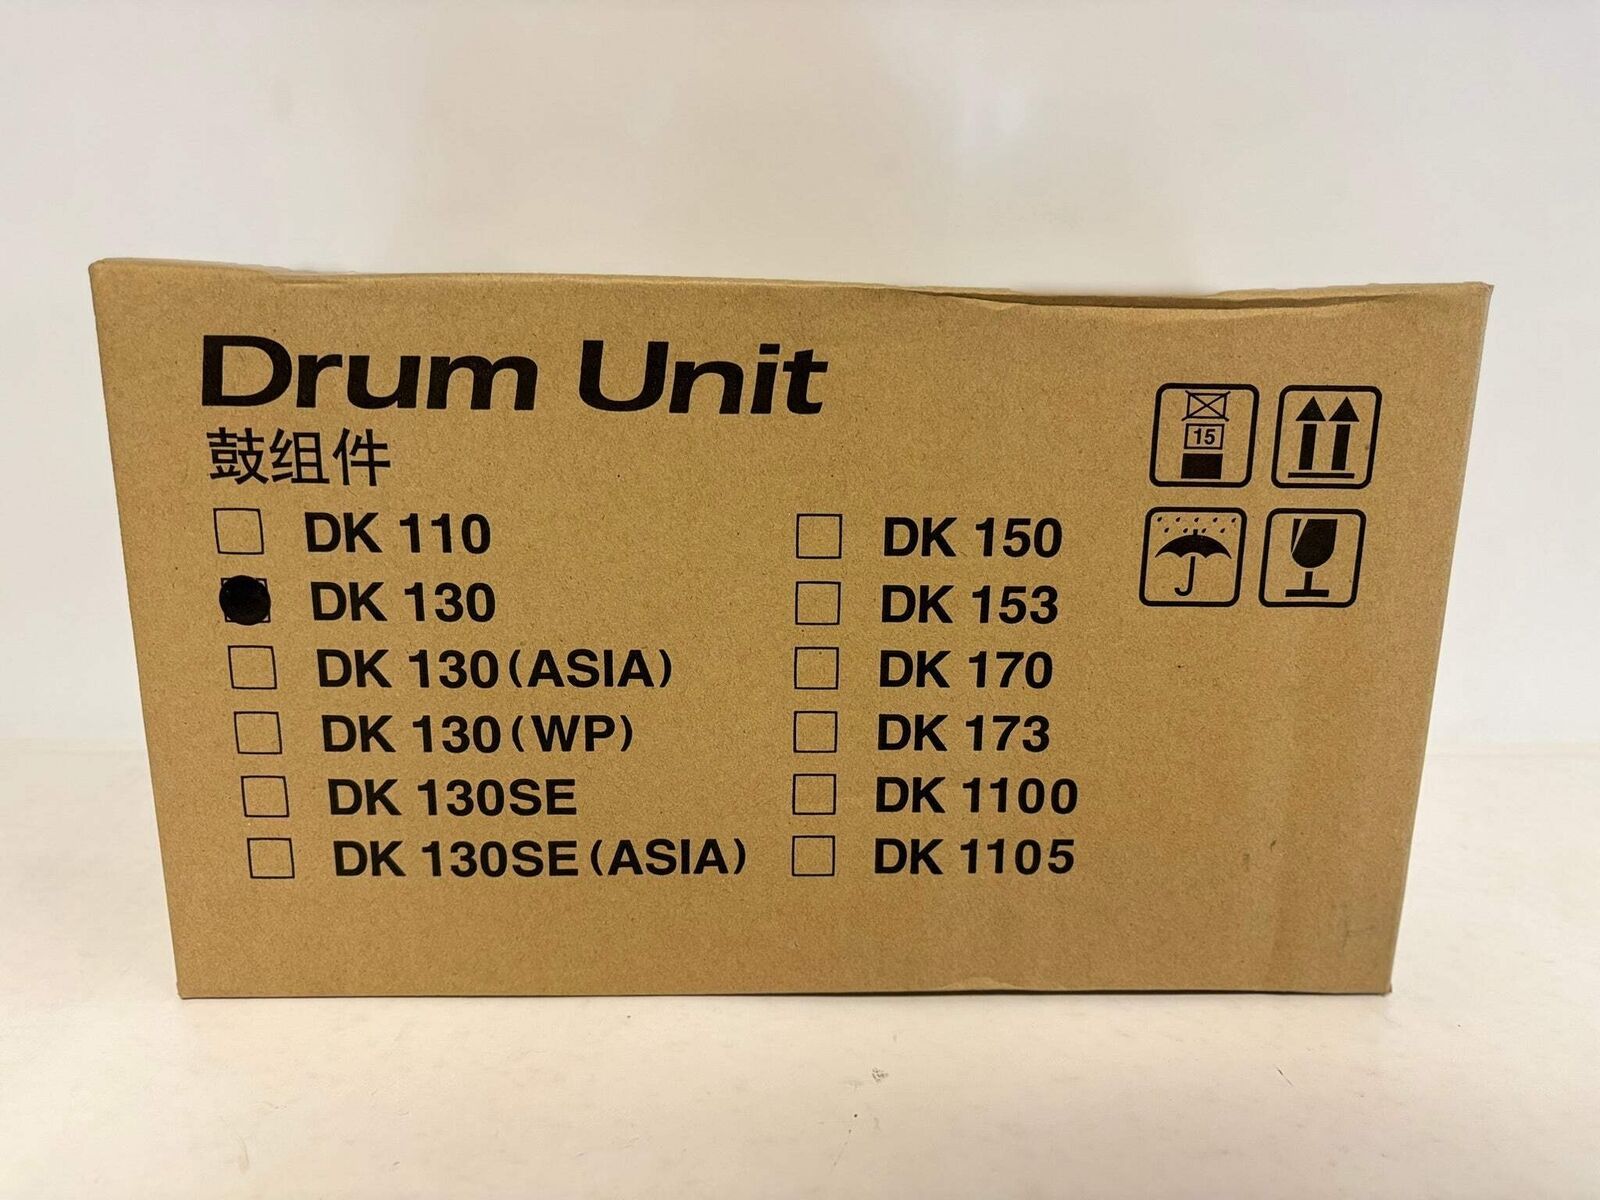 Drum Unit
鼓组件
DK 110
DK 130
DK 130 (ASIA)
DK 130 (WP)
DK 130SE
DK 130SE (ASIA)
DK 150
DK 153
DK 170
DK 173
DK 1100
DK 1105
15